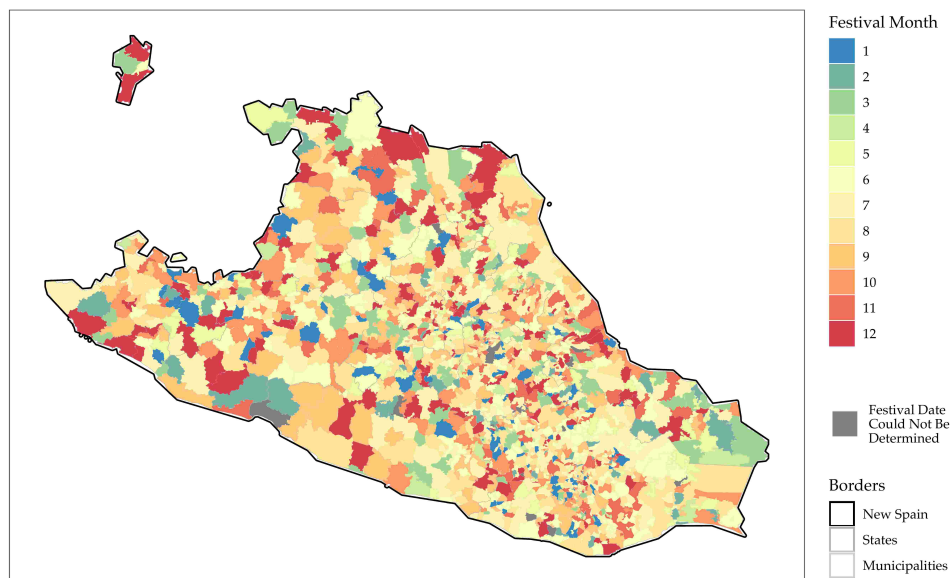 Festival Month
1
2
3
4
5
6
7
8
9
10
11
12
Festival Date
Could Not Be
Determined
Borders
New Spain
States
Municipalities